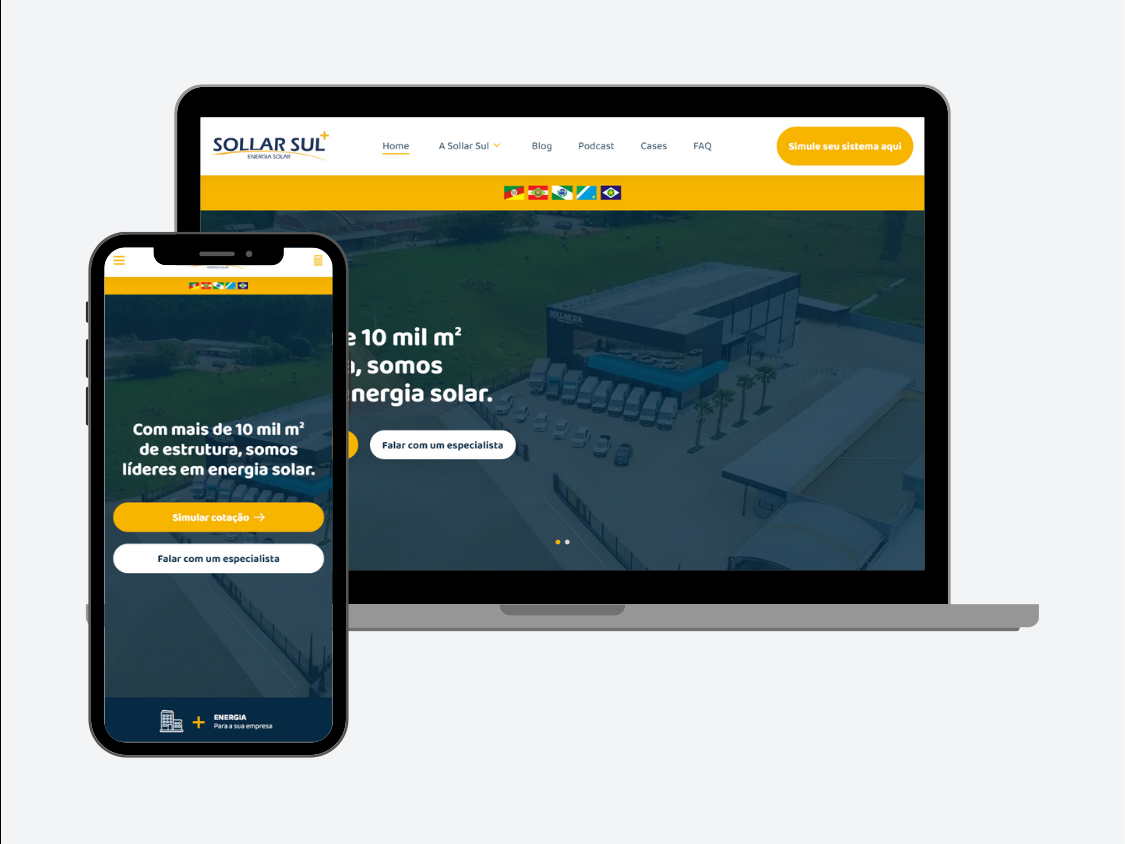 SOLLAR SUL+
ENERGIA SOLAR
Home
A Sollar Sul
Blog
Podcast
Cases
FAQ
Simule seu sistema aqui
SOLLAR SUL
e 10 mil m²
, somos
nergia solar.
Falar com um especialista
Com mais de 10 mil m²
de estrutura, somos
líderes em energia solar.
Simular cotação →
Falar com um especialista
+ ENERGIA
Para a sua empresa